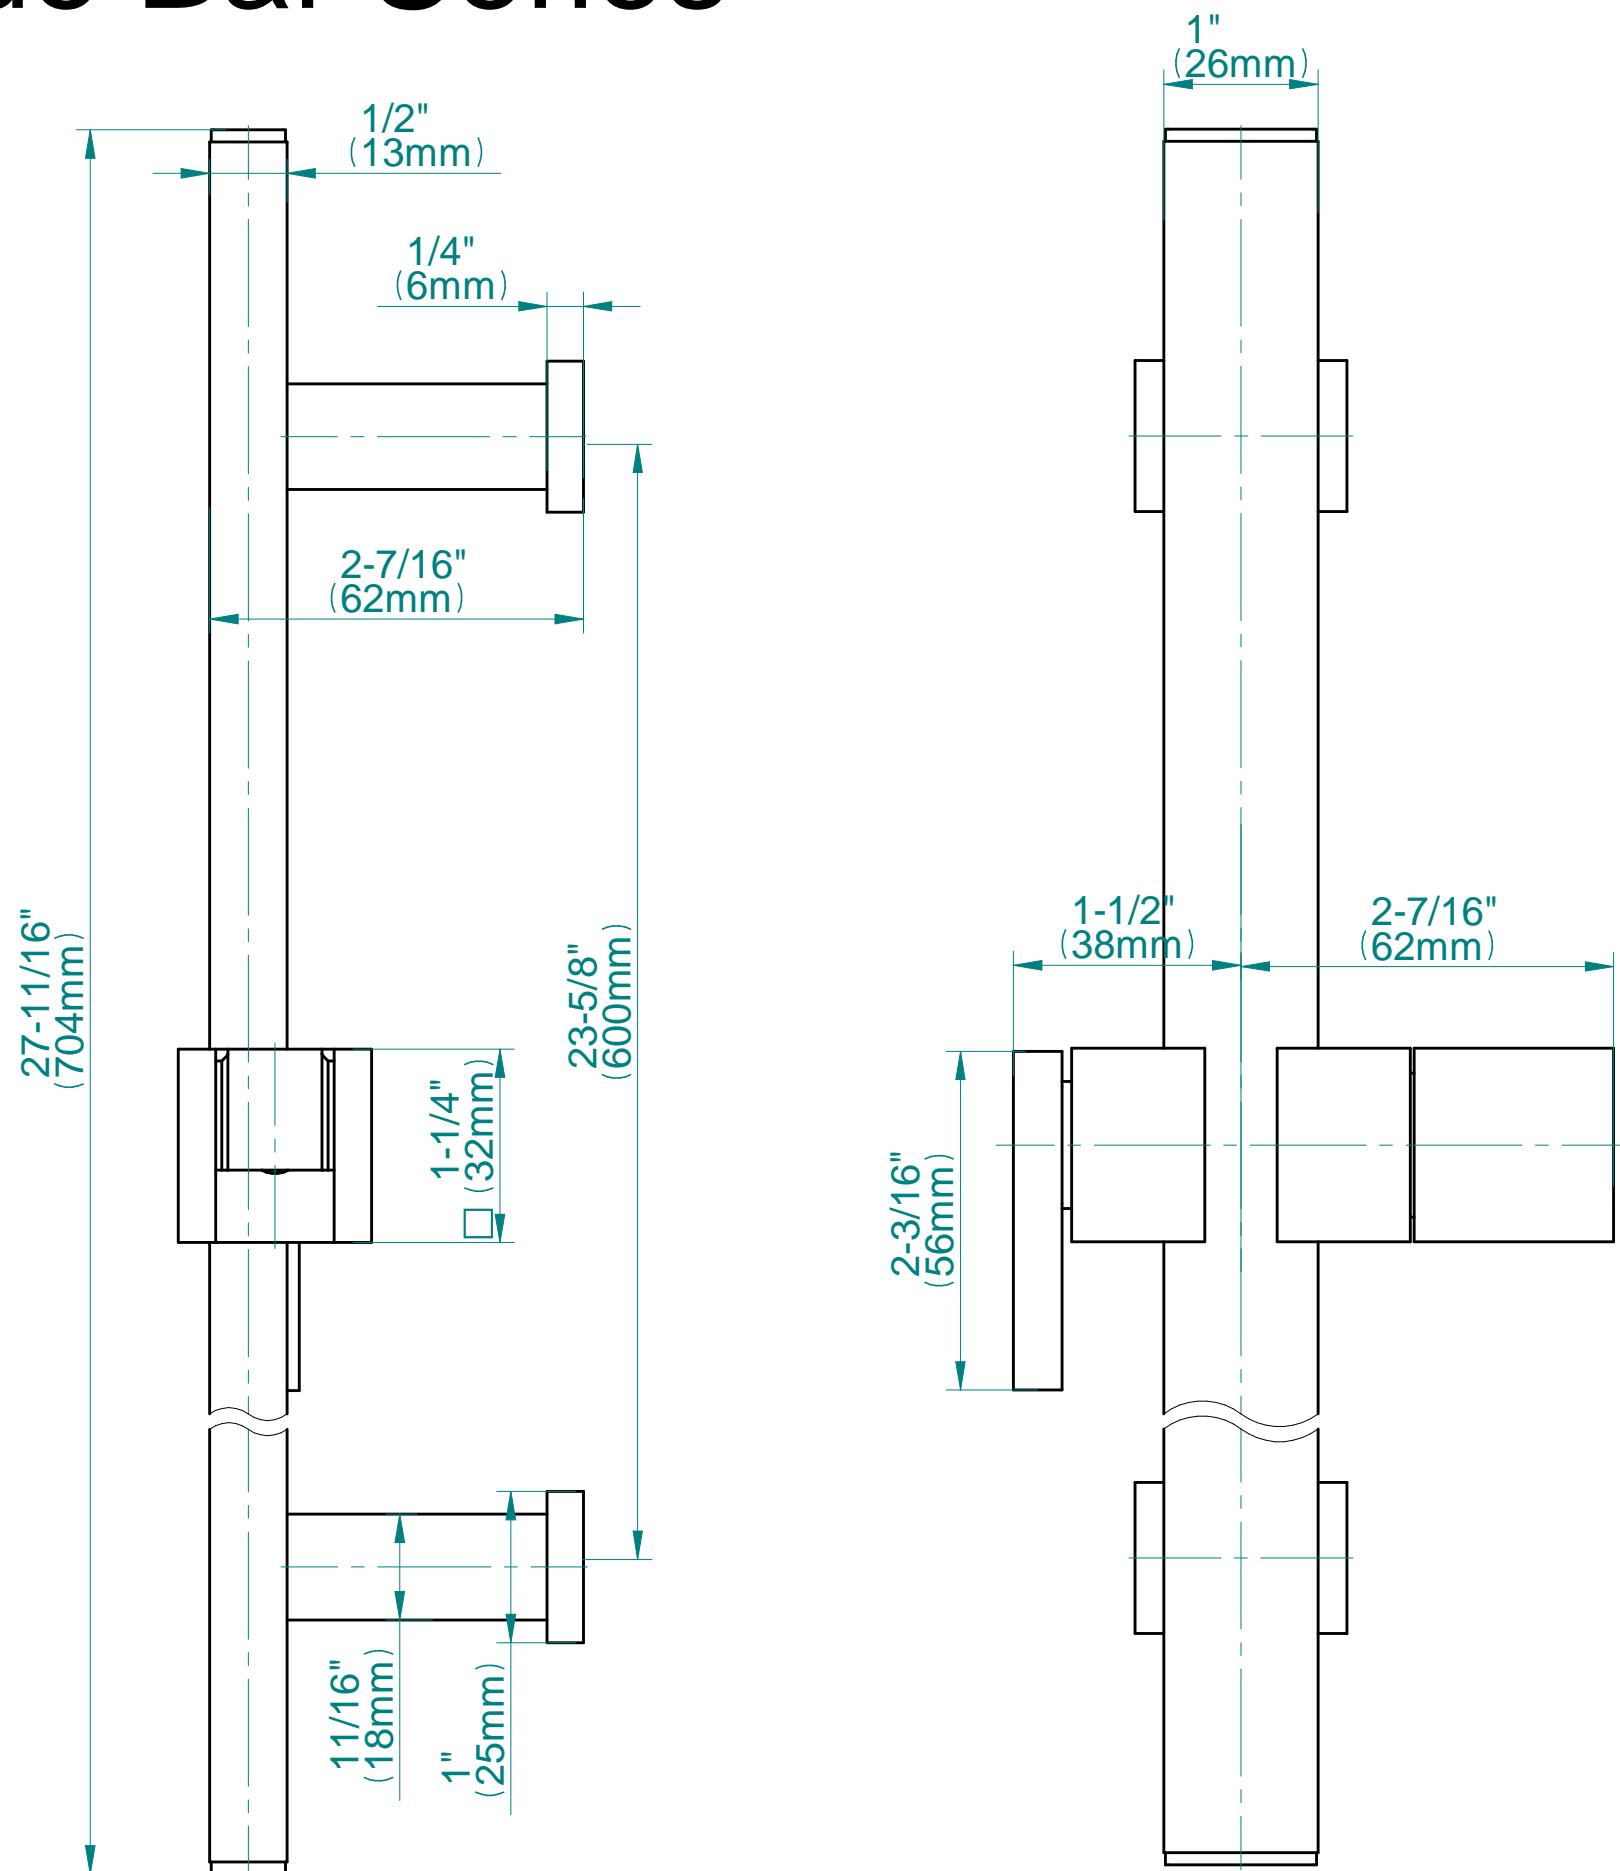 Bar Series
1"
(26mm)
1/2"
(13mm)
1/4"
(6mm)
2-7/16"
(62mm)
27-11/16"
(704mm)
23-5/8"
(600mm)
1-1/4"
(32mm)
1-1/2"
(38mm)
2-7/16"
(62mm)
2-3/16"
(56mm)
11/16"
(18mm)
1"
(25mm)